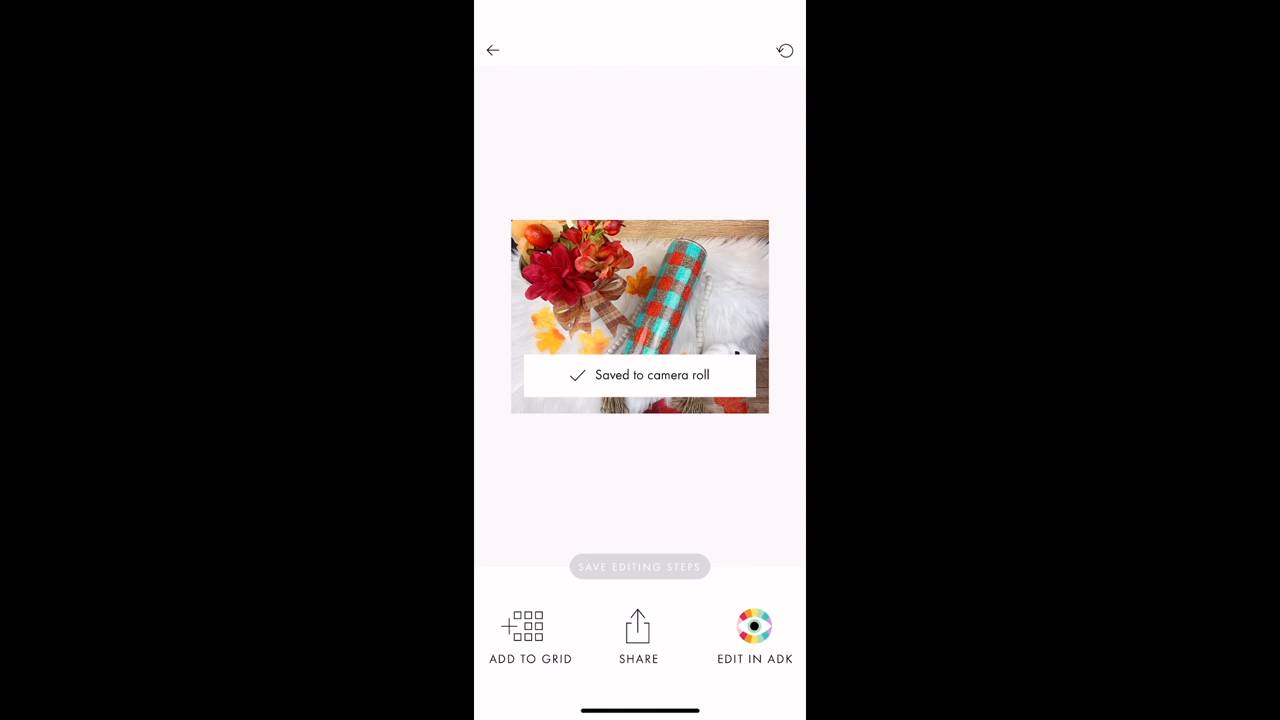 Saved to camera roll
SAVE EDITING STEPS
ADD TO GRID
SHARE
EDIT IN ADK